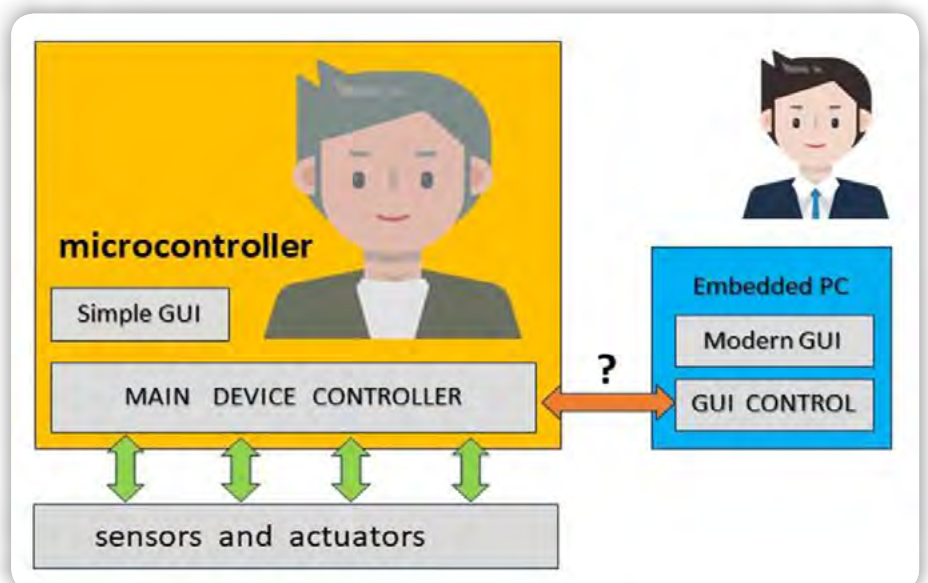 microcontroller
Simple GUI
MAIN DEVICE CONTROLLER
sensors and actuators
?
Embedded PC
Modern GUI
GUI CONTROL